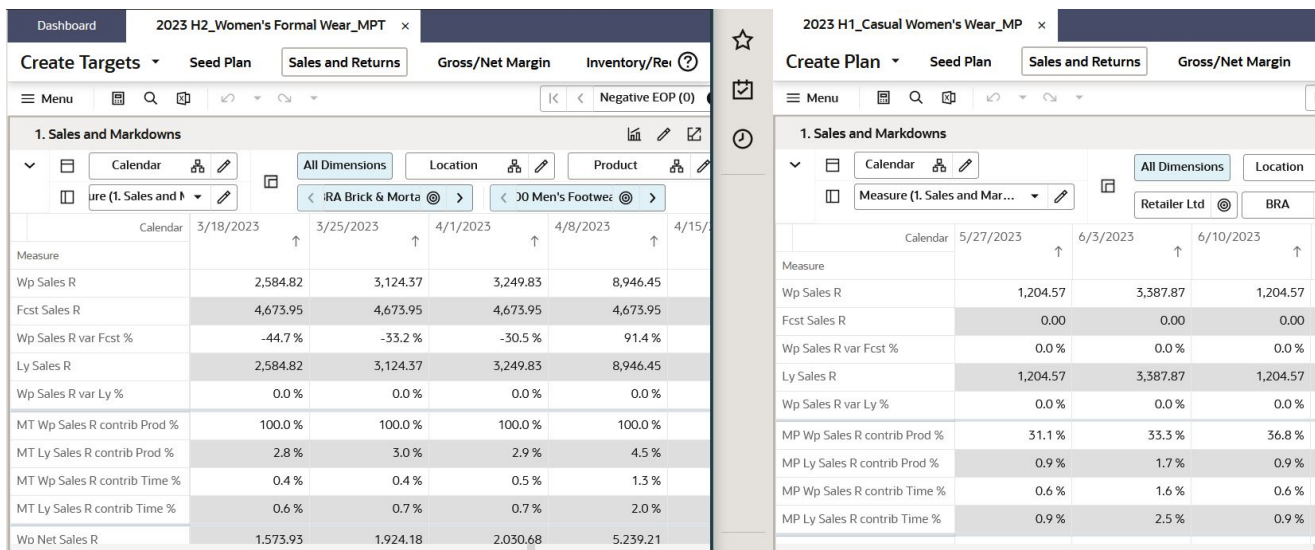 Dashboard
2023 H2_Women's Formal Wear_MPT ×
Create Targets
Seed Plan
Sales and Returns
Gross/Net Margin
Inventory/Re
Menu
Negative EOP (0)
1. Sales and Markdowns
Calendar
All Dimensions
Location
Product
ure (1. Sales and M
BRA Brick & Morta
00 Men's Footwea
Calendar 3/18/2023 3/25/2023 4/1/2023 4/8/2023 4/15/
Measure
Wp Sales R 2,584.82 3,124.37 3,249.83 8,946.45
Fcst Sales R 4,673.95 4,673.95 4,673.95 4,673.95
Wp Sales R var Fcst % -44.7 % -33.2 % -30.5 % 91.4 %
Ly Sales R 2,584.82 3,124.37 3,249.83 8,946.45
Wp Sales R var Ly % 0.0 % 0.0 % 0.0 % 0.0 %
MT Wp Sales R contrib Prod % 100.0 % 100.0 % 100.0 % 100.0 %
MT Ly Sales R contrib Prod % 2.8 % 3.0 % 2.9 % 4.5 %
MT Wp Sales R contrib Time % 0.4 % 0.4 % 0.5 % 1.3 %
MT Ly Sales R contrib Time % 0.6 % 0.7 % 0.7 % 2.0 %
Wp Net Sales R 1,573.93 1,924.18 2,030.68 5,239.21
2023 H1_Casual Women's Wear_MP ×
Create Plan
Seed Plan
Sales and Returns
Gross/Net Margin
Menu
1. Sales and Markdowns
Calendar
All Dimensions
Location
Measure (1. Sales and Mar...
Retailer Ltd
BRA
Calendar 5/27/2023 6/3/2023 6/10/2023
Measure
Wp Sales R 1,204.57 3,387.87 1,204.57
Fcst Sales R 0.00 0.00 0.00
Wp Sales R var Fcst % 0.0 % 0.0 % 0.0 %
Ly Sales R 1,204.57 3,387.87 1,204.57
Wp Sales R var Ly % 0.0 % 0.0 % 0.0 %
MP Wp Sales R contrib Prod % 31.1 % 33.3 % 36.8 %
MP Ly Sales R contrib Prod % 0.9 % 1.7 % 0.9 %
MP Wp Sales R contrib Time % 0.6 % 1.6 % 0.6 %
MP Ly Sales R contrib Time % 0.9 % 2.5 % 0.9 %